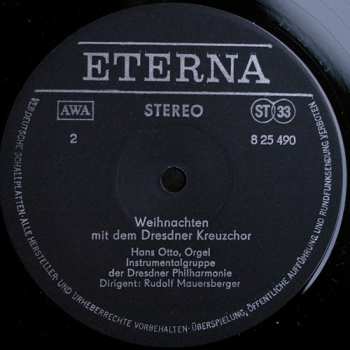 ETERNA
AWA
STEREO
ST 33
2
8 25 490
Weihnachten
mit dem Dresdner Kreuzchor
Hans Otto, Orgel
Instrumentalgruppe
der Dresdner Philharmonie
Dirigent: Rudolf Mauersberger
DEUTSCHE SCHALLPLATTEN · ALLE HERSTELLER- UND URHEBERRECHTE VORBEHALTEN · ÜBERSPIELUNG, ÖFFENTLICHE AUFFÜHRUNG UND RUNDFUNKSENDUNG VERBOTEN